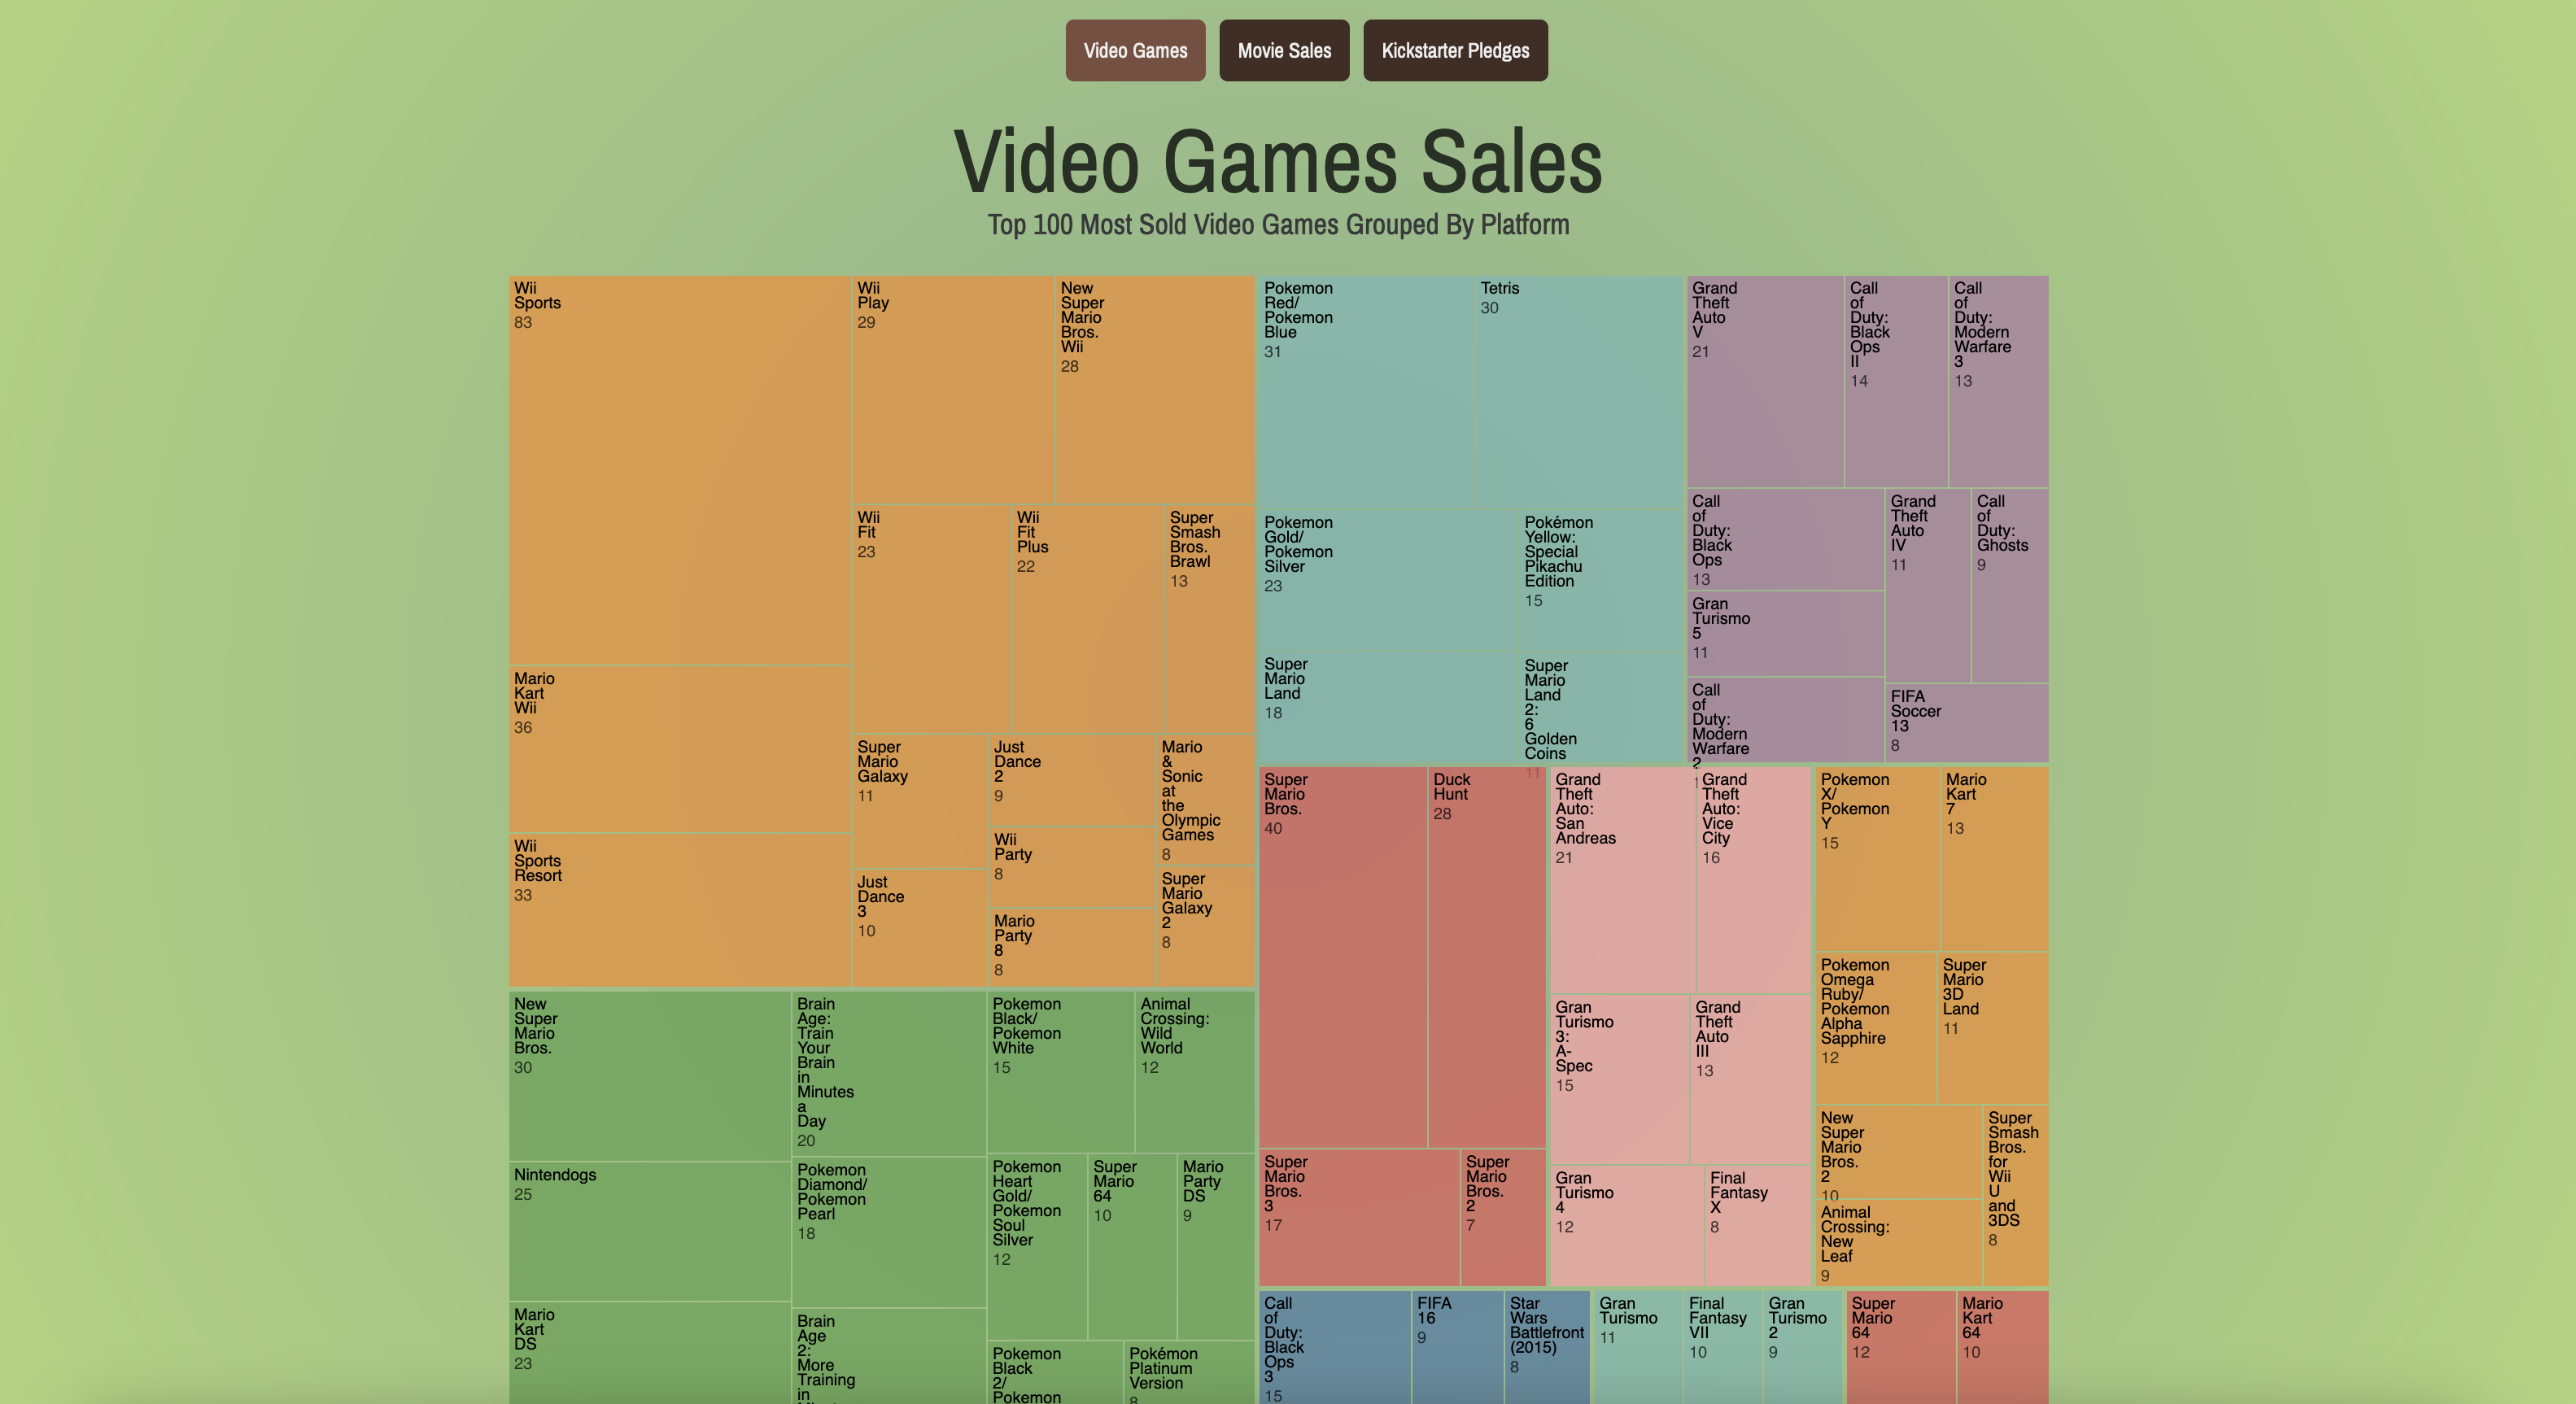 Video Games
Movie Sales
Kickstarter Pledges
Video Games Sales
Top 100 Most Sold Video Games Grouped By Platform
Wii
Sports
83
Wii
Play
29
New
Super
Mario
Bros.
Wii
28
Mario
Kart
Wii
36
Wii
Sports
Resort
33
Wii
Fit
23
Wii
Fit
Plus
22
Super
Smash
Bros.
Brawl
13
Super
Mario
Galaxy
11
Just
Dance
3
10
Just
Dance
2
9
Wii
Party
8
Mario
Party
8
8
Mario
&
Sonic
at
the
Olympic
Games
8
Super
Mario
Galaxy
2
8
Pokemon
Red/
Pokemon
Blue
31
Tetris
30
Pokemon
Gold/
Pokemon
Silver
23
Pokémon
Yellow:
Special
Pikachu
Edition
15
Super
Mario
Land
18
Super
Mario
Land
2:
6
Golden
Coins
11
Grand
Theft
Auto
V
21
Call
of
Duty:
Black
Ops
II
14
Call
of
Duty:
Modern
Warfare
3
13
Call
of
Duty:
Black
Ops
13
Gran
Turismo
5
11
Call
of
Duty:
Modern
Warfare
2
Grand
Theft
Auto
IV
11
Call
of
Duty:
Ghosts
9
FIFA
Soccer
13
8
New
Super
Mario
Bros.
30
Nintendogs
25
Mario
Kart
DS
23
Brain
Age:
Train
Your
Brain
in
Minutes
a
Day
20
Pokemon
Diamond/
Pokemon
Pearl
18
Brain
Age
2:
More
Training
in
Pokemon
Black/
Pokemon
White
15
Animal
Crossing:
Wild
World
12
Pokemon
Heart
Gold/
Pokemon
Soul
Silver
12
Super
Mario
64
10
Mario
Party
DS
9
Pokemon
Black
2/
Pokemon
Pokémon
Platinum
Version
8
Super
Mario
Bros.
40
Duck
Hunt
28
Super
Mario
Bros.
3
17
Super
Mario
Bros.
2
7
Grand
Theft
Auto:
San
Andreas
21
Grand
Theft
Auto:
Vice
City
16
Gran
Turismo
3:
A-
Spec
15
Grand
Theft
Auto
III
13
Gran
Turismo
4
12
Final
Fantasy
X
8
Pokemon
X/
Pokemon
Y
15
Mario
Kart
7
13
Pokemon
Omega
Ruby/
Pokemon
Alpha
Sapphire
12
Super
Mario
3D
Land
11
New
Super
Mario
Bros.
2
10
Animal
Crossing:
New
Leaf
9
Super
Smash
Bros.
for
Wii
U
and
3DS
8
Call
of
Duty:
Black
Ops
3
15
FIFA
16
9
Star
Wars
Battlefront
(2015)
8
Gran
Turismo
11
Final
Fantasy
VII
10
Gran
Turismo
2
9
Super
Mario
64
12
Mario
Kart
64
10